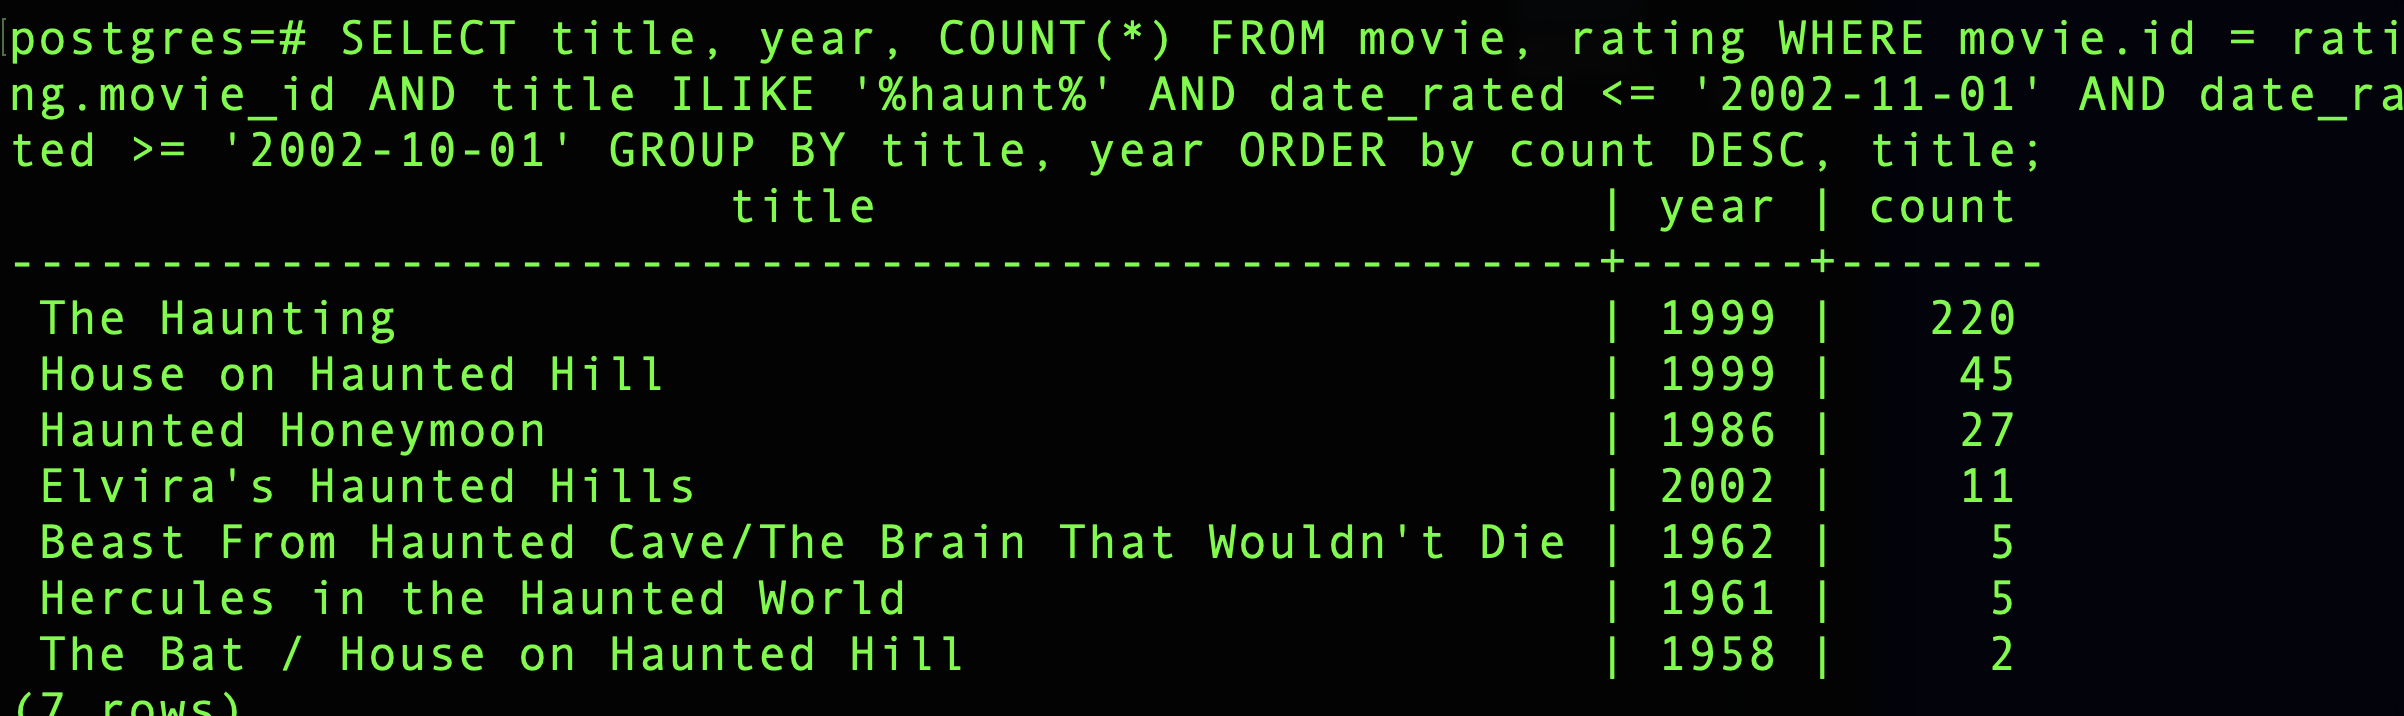 postgres=# SELECT title, year, COUNT(*) FROM movie, rating WHERE movie.id = rati
ng.movie_id AND title ILIKE '%haunt%' AND date_rated <= '2002-11-01' AND date_ra
ted >= '2002-10-01' GROUP BY title, year ORDER by count DESC, title;
title | year | count
-----------------------------------------------------+------+-------
The Haunting | 1999 | 220
House on Haunted Hill | 1999 | 45
Haunted Honeymoon | 1986 | 27
Elvira's Haunted Hills | 2002 | 11
Beast From Haunted Cave/The Brain That Wouldn't Die | 1962 | 5
Hercules in the Haunted World | 1961 | 5
The Bat / House on Haunted Hill | 1958 | 2
(7 rows)